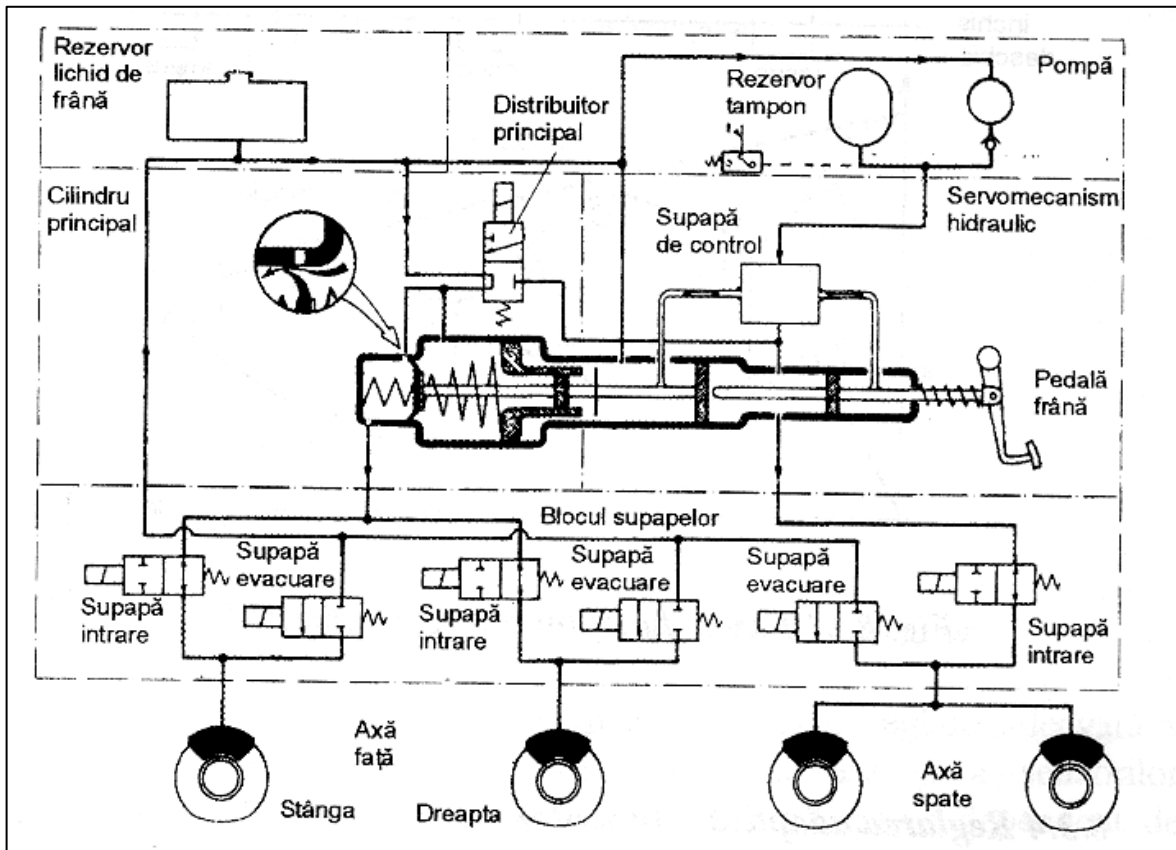 închis
deschis
Rezervor
lichid de
frână
Distribuitor
principal
Rezervor
tampon
Pompă
Cilindru
principal
Supapă
de control
Servomecanism
hidraulic
Pedală
frână
Blocul supapelor
Supapă
intrare
Supapă
evacuare
Supapă
intrare
Supapă
evacuare
Supapă
evacuare
Supapă
intrare
Axă
față
Stânga
Dreapta
Axă
spate